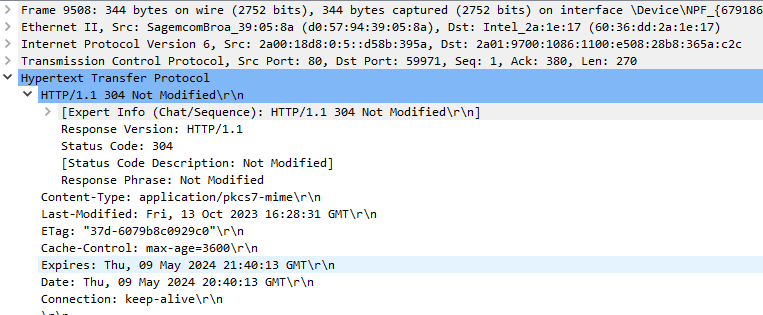 Frame 9508: 344 bytes on wire (2752 bits), 344 bytes captured (2752 bits) on interface \Device\NPF_{679186
Ethernet II, Src: SagemcomBroa_39:05:8a (d0:57:94:39:05:8a), Dst: Intel_2a:1e:17 (60:36:dd:2a:1e:17)
Internet Protocol Version 6, Src: 2a00:18d8:0:5::d58b:395a, Dst: 2a01:9700:1086:1100:e508:28b8:365a:c2c
Transmission Control Protocol, Src Port: 80, Dst Port: 59971, Seq: 1, Ack: 380, Len: 270
Hypertext Transfer Protocol
HTTP/1.1 304 Not Modified\r\n
[Expert Info (Chat/Sequence): HTTP/1.1 304 Not Modified\r\n]
Response Version: HTTP/1.1
Status Code: 304
[Status Code Description: Not Modified]
Response Phrase: Not Modified
Content-Type: application/pkcs7-mime\r\n
Last-Modified: Fri, 13 Oct 2023 16:28:31 GMT\r\n
ETag: "37d-6079b8c0929c0"\r\n
Cache-Control: max-age=3600\r\n
Expires: Thu, 09 May 2024 21:40:13 GMT\r\n
Date: Thu, 09 May 2024 20:40:13 GMT\r\n
Connection: keep-alive\r\n
\r\n